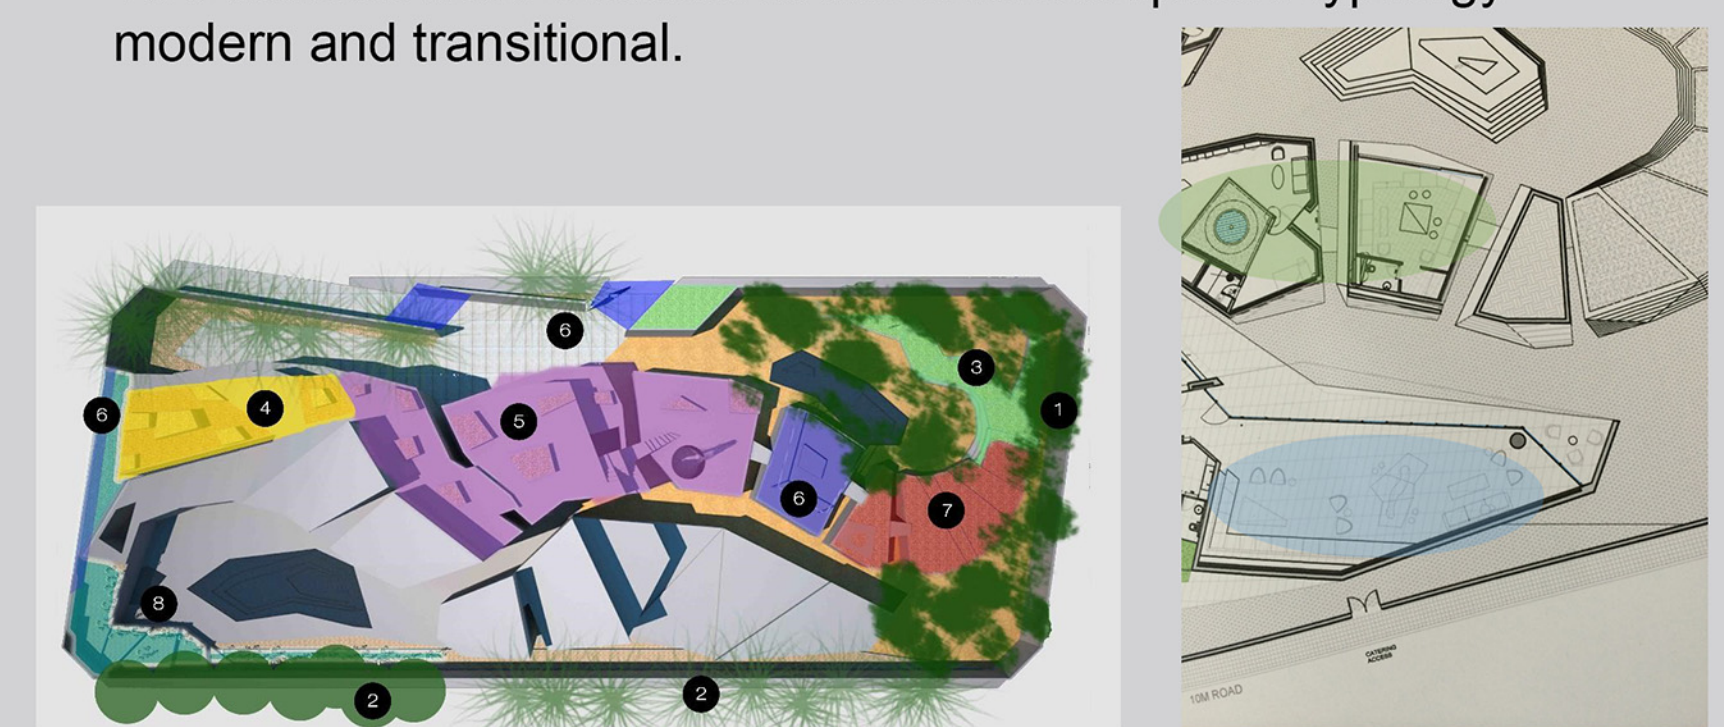 modern and transitional.
6
3
1
4
6
5
6
7
8
2
2
CATERING
ACCESS
10M ROAD